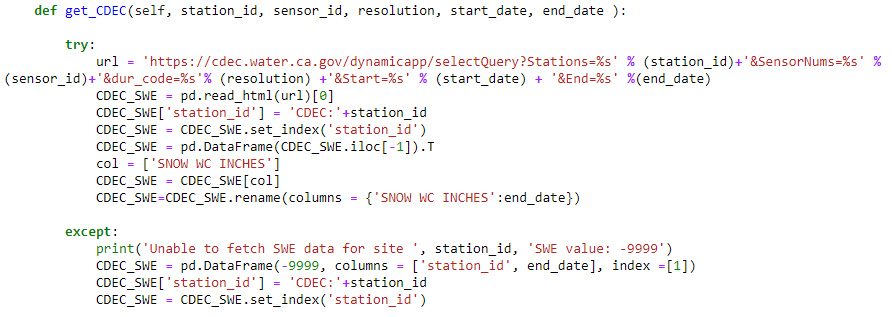 def get_CDEC(self, station_id, sensor_id, resolution, start_date, end_date ):
try:
url = 'https://cdec.water.ca.gov/dynamicapp/selectQuery?Stations=%s' % (station_id)+'&SensorNums=%s' %
(sensor_id)+'&dur_code=%s'% (resolution) +'&Start=%s' % (start_date) + '&End=%s' %(end_date)
CDEC_SWE = pd.read_html(url)[0]
CDEC_SWE['station_id'] = 'CDEC:'+station_id
CDEC_SWE = CDEC_SWE.set_index('station_id')
CDEC_SWE = pd.DataFrame(CDEC_SWE.iloc[-1]).T
col = ['SNOW WC INCHES']
CDEC_SWE = CDEC_SWE[col]
CDEC_SWE=CDEC_SWE.rename(columns = {'SNOW WC INCHES':end_date})
except:
print('Unable to fetch SWE data for site ', station_id, 'SWE value: -9999')
CDEC_SWE = pd.DataFrame(-9999, columns = ['station_id', end_date], index =[1])
CDEC_SWE['station_id'] = 'CDEC:'+station_id
CDEC_SWE = CDEC_SWE.set_index('station_id')